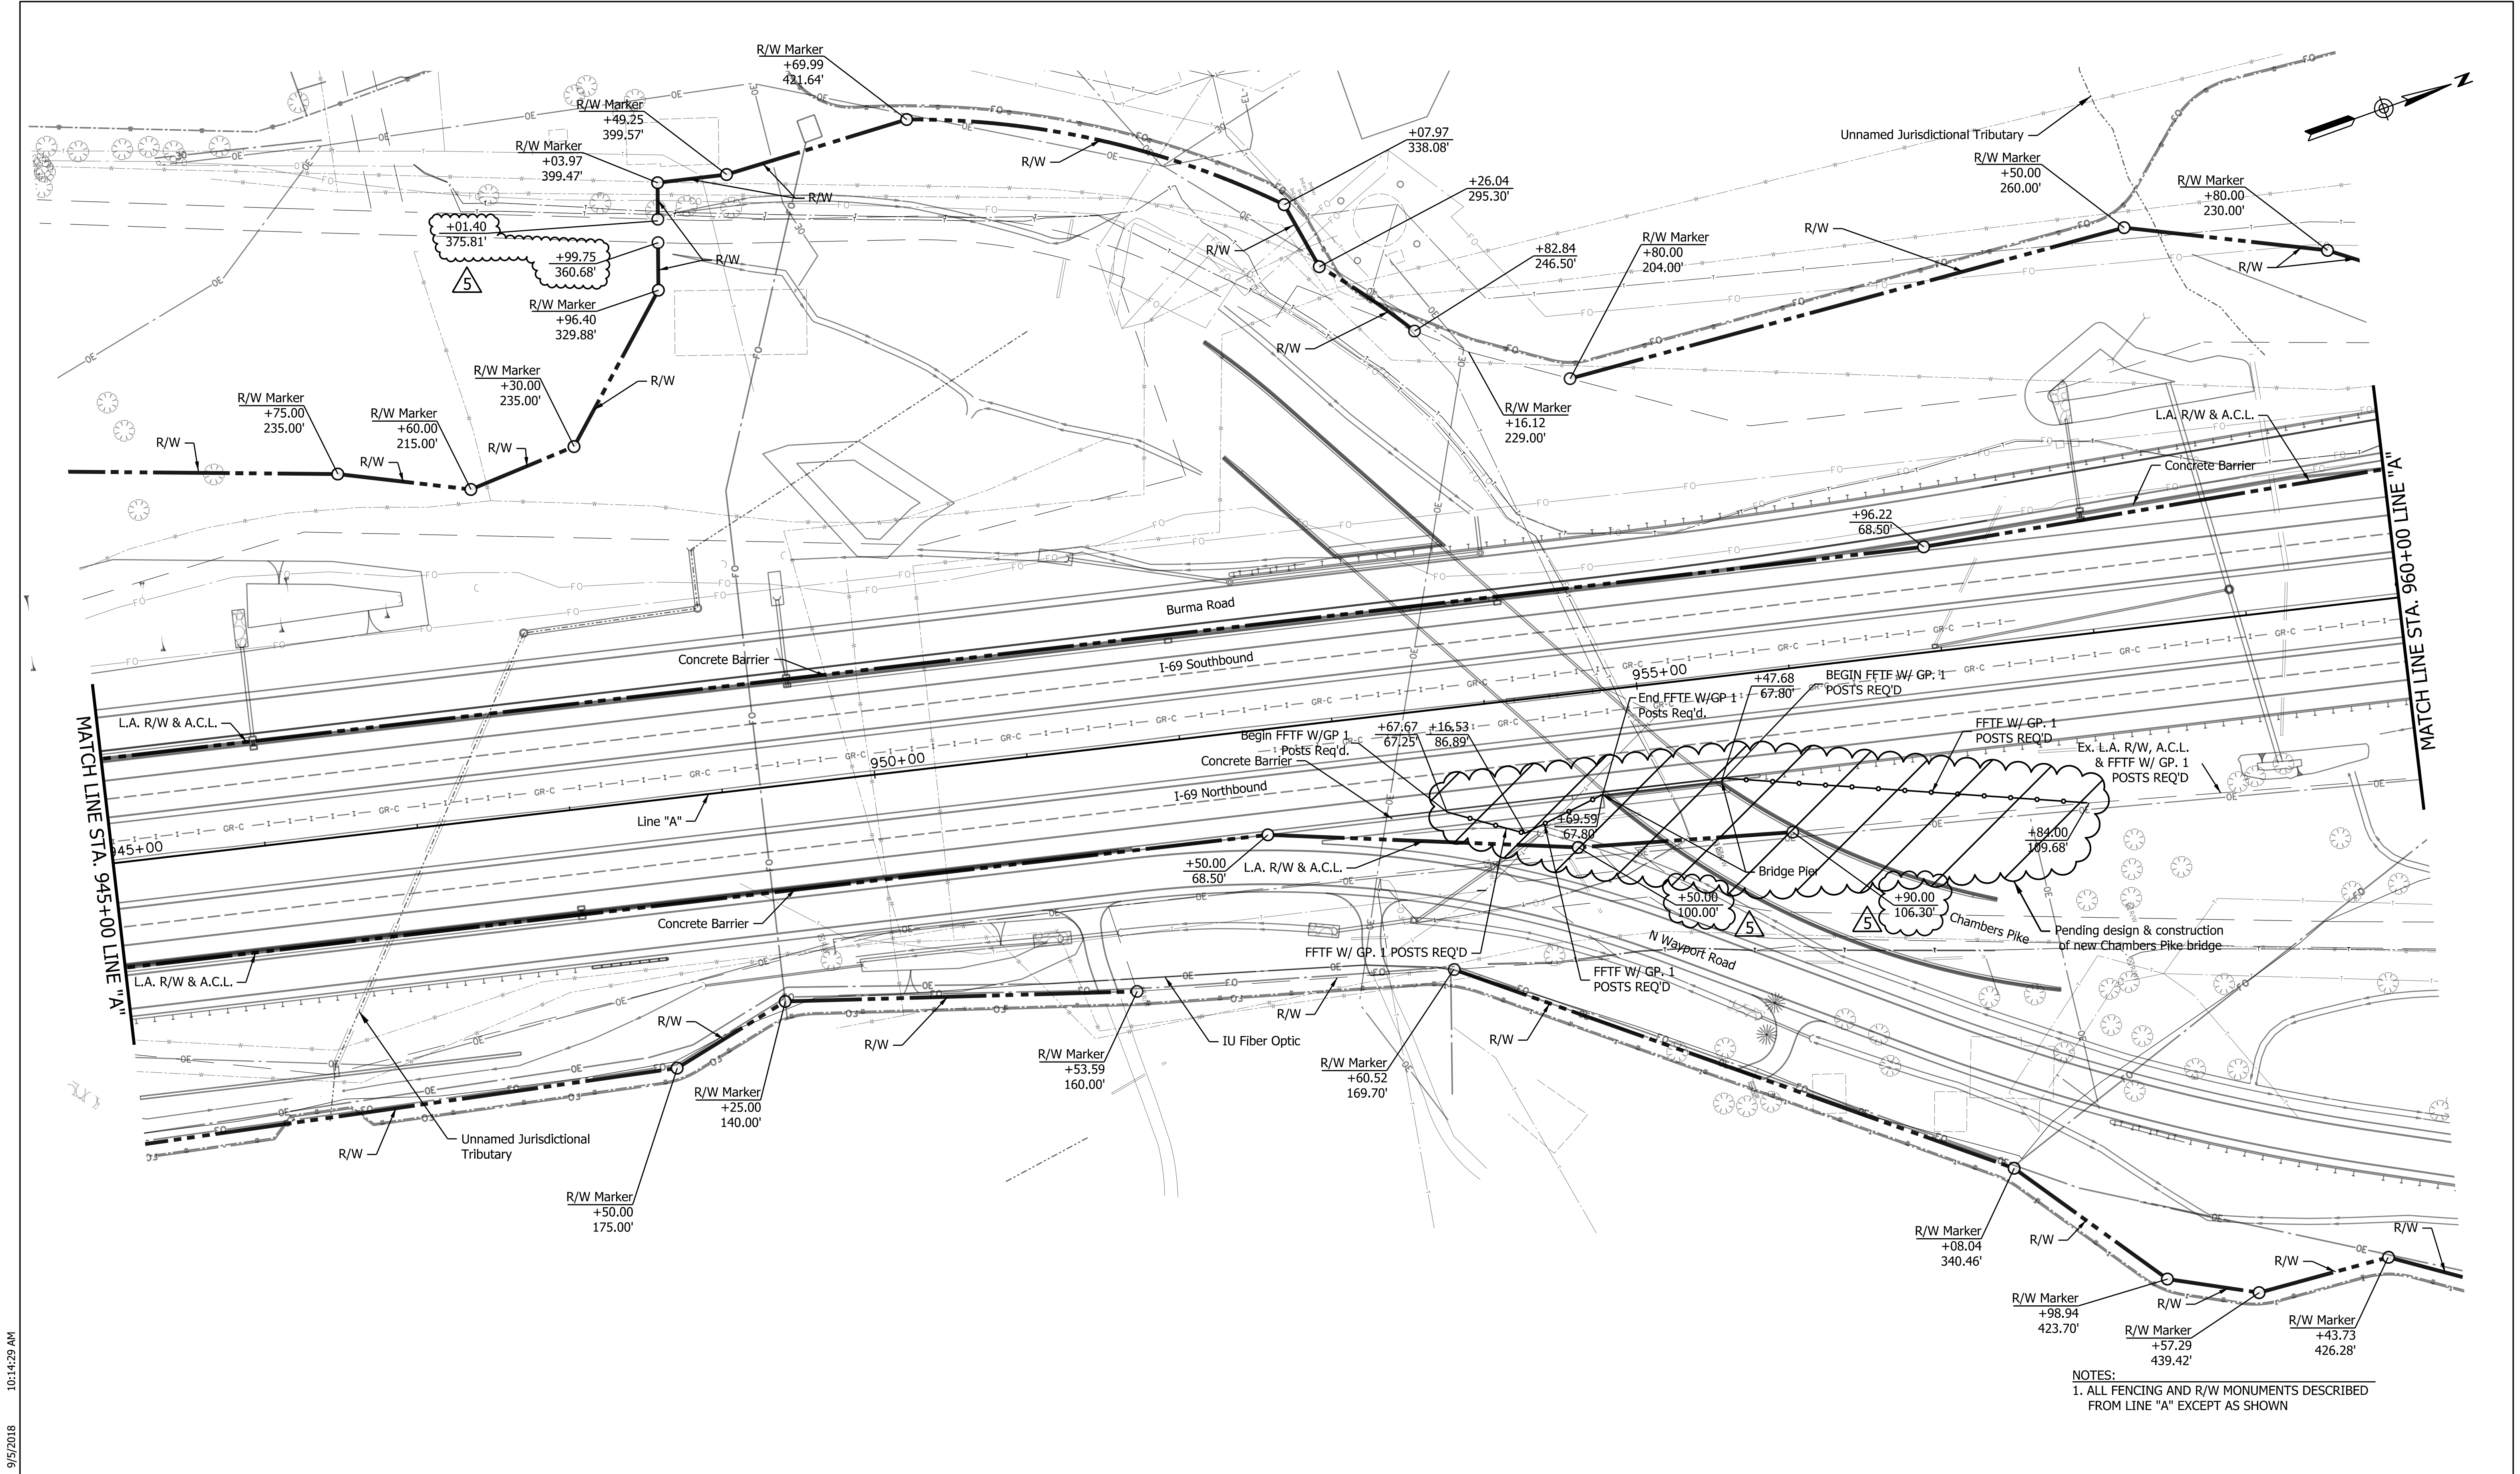 R/W Marker
+69.99
421.64'
R/W Marker
+49.25
399.57'
R/W Marker
+03.97
399.47'
R/W
R/W
+01.40
375.81'
+99.75
360.68'
5
R/W
R/W Marker
+96.40
329.88'
R/W Marker
+30.00
235.00'
R/W
R/W Marker
+75.00
235.00'
R/W Marker
+60.00
215.00'
R/W
R/W
R/W
+07.97
338.08'
+26.04
295.30'
R/W
+82.84
246.50'
R/W
R/W Marker
+80.00
204.00'
R/W Marker
+16.12
229.00'
Unnamed Jurisdictional Tributary
R/W Marker
+50.00
260.00'
R/W Marker
+80.00
230.00'
R/W
R/W
N
L.A. R/W & A.C.L.
Concrete Barrier
+96.22
68.50'
MATCH LINE STA. 960+00 LINE "A"
Burma Road
I-69 Southbound
Concrete Barrier
L.A. R/W & A.C.L.
MATCH LINE STA. 945+00 LINE "A"
945+00
950+00
955+00
Line "A"
I-69 Northbound
+47.68
67.80'
BEGIN FFTF W/ GP. 1
POSTS REQ'D
End FFTF W/GP 1
Posts Req'd.
+67.67
67.25'
+16.53
86.89'
Begin FFTF W/GP 1
Posts Req'd.
Concrete Barrier
FFTF W/ GP. 1
POSTS REQ'D
Ex. L.A. R/W, A.C.L.
& FFTF W/ GP. 1
POSTS REQ'D
+69.59
67.80'
+84.00
109.68'
+50.00
68.50'
L.A. R/W & A.C.L.
Bridge Pier
+50.00
100.00'
5
+90.00
106.30'
5
Chambers Pike
Pending design & construction
of new Chambers Pike bridge
N Wayport Road
FFTF W/ GP. 1 POSTS REQ'D
FFTF W/ GP. 1
POSTS REQ'D
Concrete Barrier
L.A. R/W & A.C.L.
R/W
R/W
R/W
R/W
R/W Marker
+25.00
140.00'
R/W Marker
+53.59
160.00'
IU Fiber Optic
R/W Marker
+60.52
169.70'
Unnamed Jurisdictional
Tributary
R/W
R/W Marker
+50.00
175.00'
R/W Marker
+08.04
340.46'
R/W
R/W
R/W
R/W
R/W Marker
+98.94
423.70'
R/W Marker
+57.29
439.42'
R/W Marker
+43.73
426.28'
NOTES:
1. ALL FENCING AND R/W MONUMENTS DESCRIBED
FROM LINE "A" EXCEPT AS SHOWN
9/5/2018 10:14:29 AM